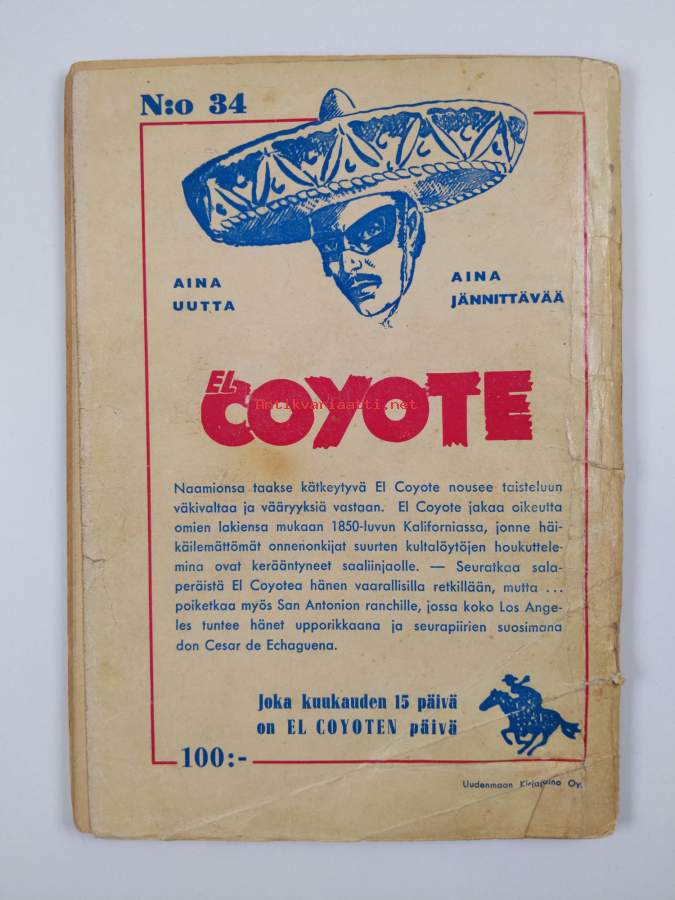 N:o 34
AINA
UUTTA
AINA
JÄNNITTÄVÄÄ
EL
COYOTE
Antikvariaatti.net
Naamionsa taakse kätkeytyvä El Coyote nousee taisteluun
väkivaltaa ja vääryyksiä vastaan. El Coyote jakaa oikeutta
omien lakiensa mukaan 1850-luvun Kaliforniassa, jonne häi-
käilemättömät onnenonkijat suurten kultalöytöjen houkuttele-
mina ovat kerääntyneet saaliinjaolle. — Seuratkaa sala-
peräistä El Coyotea hänen vaarallisilla retkillään, mutta ...
poiketkaa myös San Antonion ranchille, jossa koko Los Ange-
les tuntee hänet upporikkaana ja seurapiirien suosimana
don Cesar de Echaguena.
Joka kuukauden 15 päivä
on EL COYOTEN päivä
100:-
Uudenmaan Kirjapaino Oy.